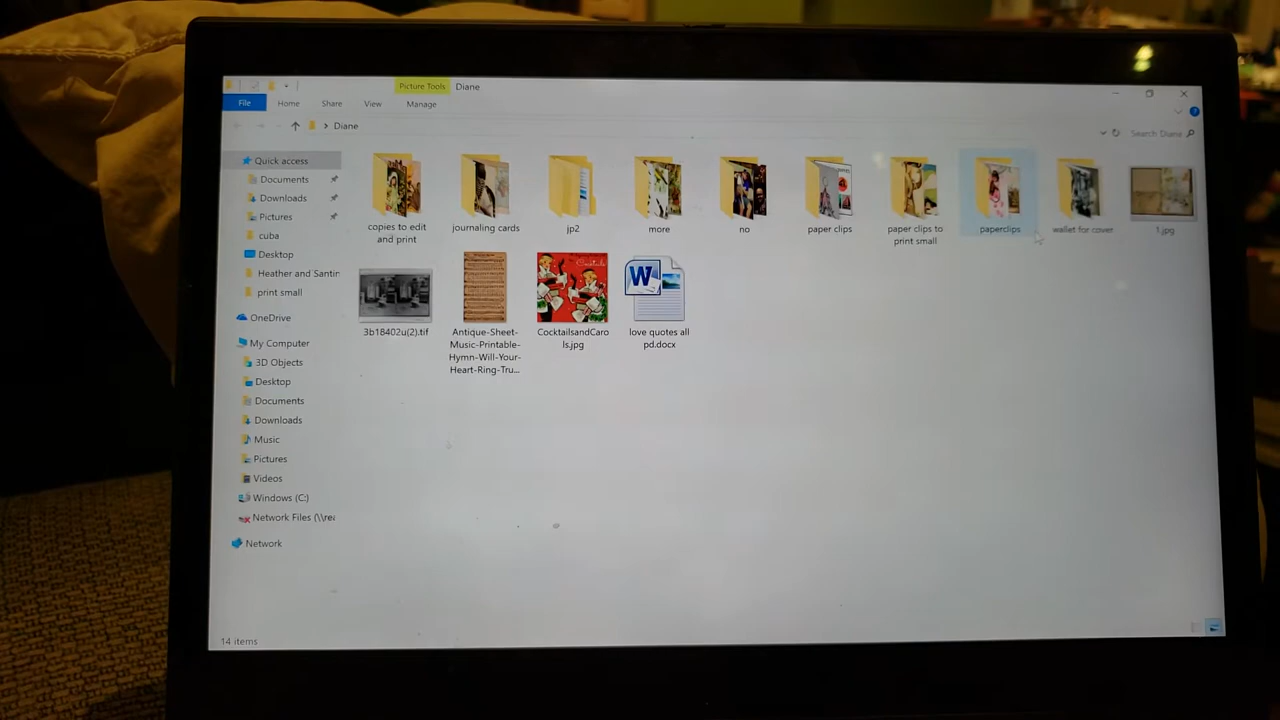 Picture Tools Diane
File Home Share View Manage
Diane
Search Diane
Quick access
Documents
Downloads
Pictures
cuba
Desktop
Heather and Santin
print small
OneDrive
My Computer
3D Objects
Desktop
Documents
Downloads
Music
Pictures
Videos
Windows (C:)
Network Files (\\rea
Network
copies to edit
and print
journaling cards
jp2
more
no
paper clips
paper clips to
print small
paperclips
wallet for cover
1.jpg
3b18402u(2).tif
Antique-Sheet-
Music-Printable-
Hymn-Will-Your-
Heart-Ring-Tru...
Cocktails
CocktailsandCaro
ls.jpg
W
love quotes all
pd.docx
14 items